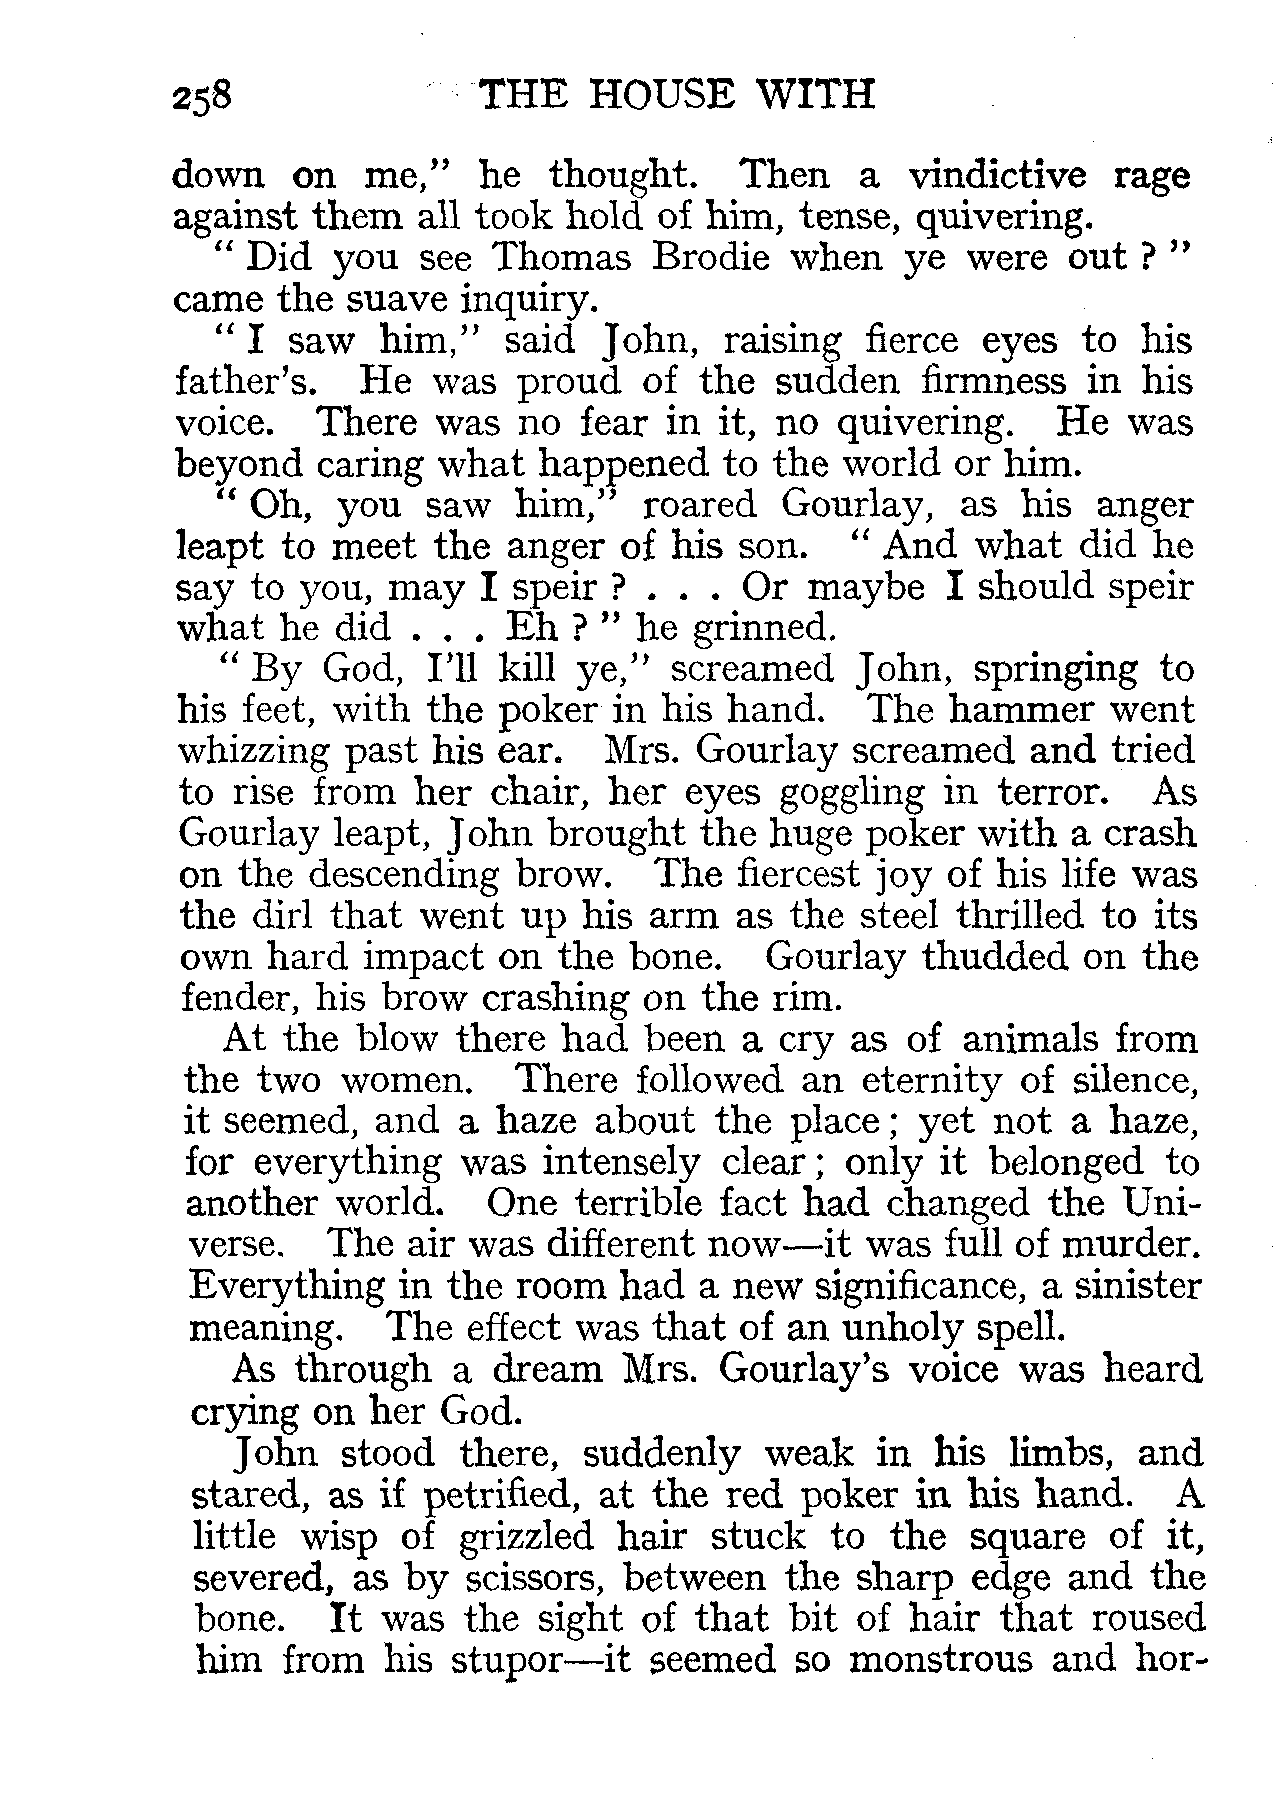 258 THE HOUSE WITH
down on me,” he thought. Then a vindictive rage
against them all took hold of him, tense, quivering.
“ Did you see Thomas Brodie when ye were out ? ”
came the suave inquiry.
“ I saw him,” said John, raising fierce eyes to his
father’s. He was proud of the sudden firmness in his
voice. There was no fear in it, no quivering. He was
beyond caring what happened to the world or him.
“ Oh, you saw him,” roared Gourlay, as his anger
leapt to meet the anger of his son. “ And what did he
say to you, may I speir ? . . . Or maybe I should speir
what he did . . . Eh ? ” he grinned.
“ By God, I’ll kill ye,” screamed John, springing to
his feet, with the poker in his hand. The hammer went
whizzing past his ear. Mrs. Gourlay screamed and tried
to rise from her chair, her eyes goggling in terror. As
Gourlay leapt, John brought the huge poker with a crash
on the descending brow. The fiercest joy of his life was
the dirl that went up his arm as the steel thrilled to its
own hard impact on the bone. Gourlay thudded on the
fender, his brow crashing on the rim.
At the blow there had been a cry as of animals from
the two women. There followed an eternity of silence,
it seemed, and a haze about the place ; yet not a haze,
for everything was intensely clear ; only it belonged to
another world. One terrible fact had changed the Uni-
verse. The air was different now—it was full of murder.
Everything in the room had a new significance, a sinister
meaning. The effect was that of an unholy spell.
As through a dream Mrs. Gourlay’s voice was heard
crying on her God.
John stood there, suddenly weak in his limbs, and
stared, as if petrified, at the red poker in his hand. A
little wisp of grizzled hair stuck to the square of it,
severed, as by scissors, between the sharp edge and the
bone. It was the sight of that bit of hair that roused
him from his stupor—it seemed so monstrous and hor-